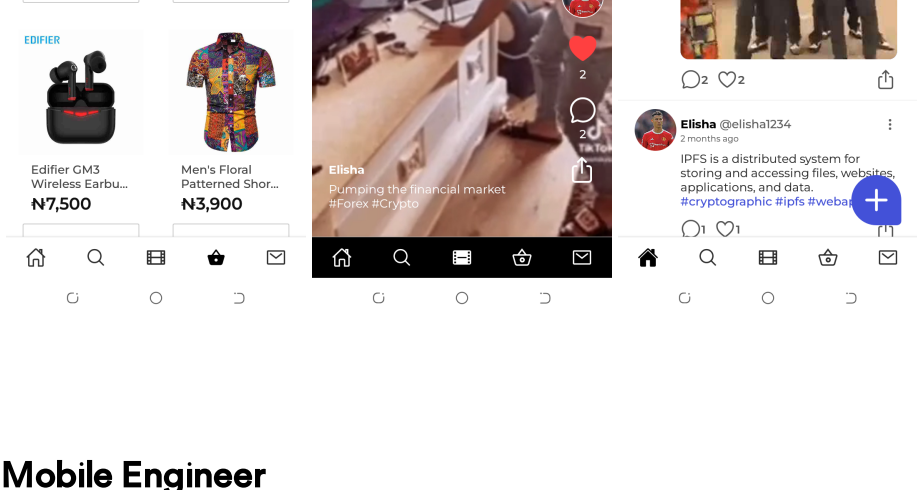 EDIFIER
Edifier GM3
Wireless Earbu...
₦7,500
Men's Floral
Patterned Shor...
₦3,900
2
2
TikTok
Elisha
Pumping the financial market
#Forex #Crypto
2
2
Elisha @elisha1234
2 months ago
IPFS is a distributed system for
storing and accessing files, websites,
applications, and data.
#cryptographic #ipfs #webap
1
1
Mobile Engineer